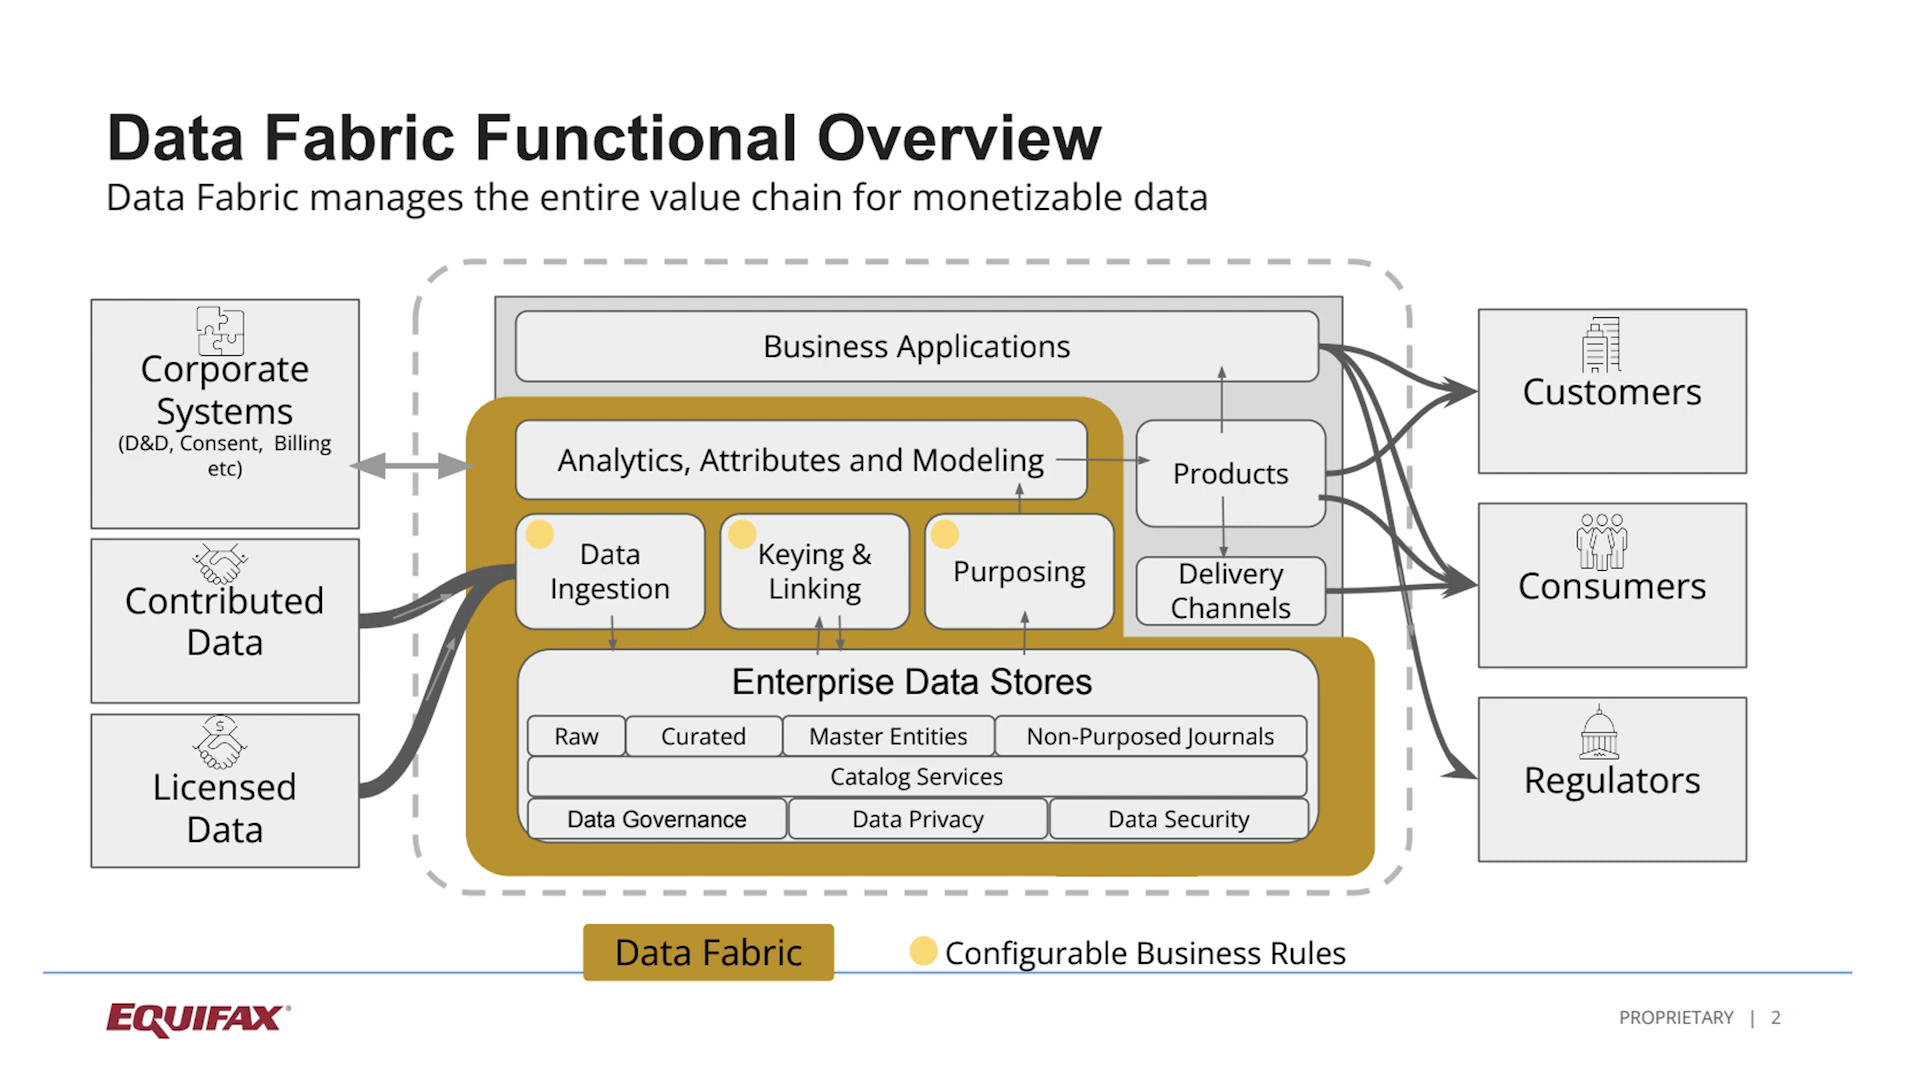 Data Fabric Functional Overview
Data Fabric manages the entire value chain for monetizable data
Corporate
Systems
(D&D, Consent, Billing
etc)
Contributed
Data
$
Licensed
Data
Business Applications
Analytics, Attributes and Modeling
Products
Data
Ingestion
Keying &
Linking
Purposing
Delivery
Channels
Enterprise Data Stores
Raw
Curated
Master Entities
Non-Purposed Journals
Catalog Services
Data Governance
Data Privacy
Data Security
Customers
Consumers
Regulators
Data Fabric
Configurable Business Rules
EQUIFAX®
PROPRIETARY | 2